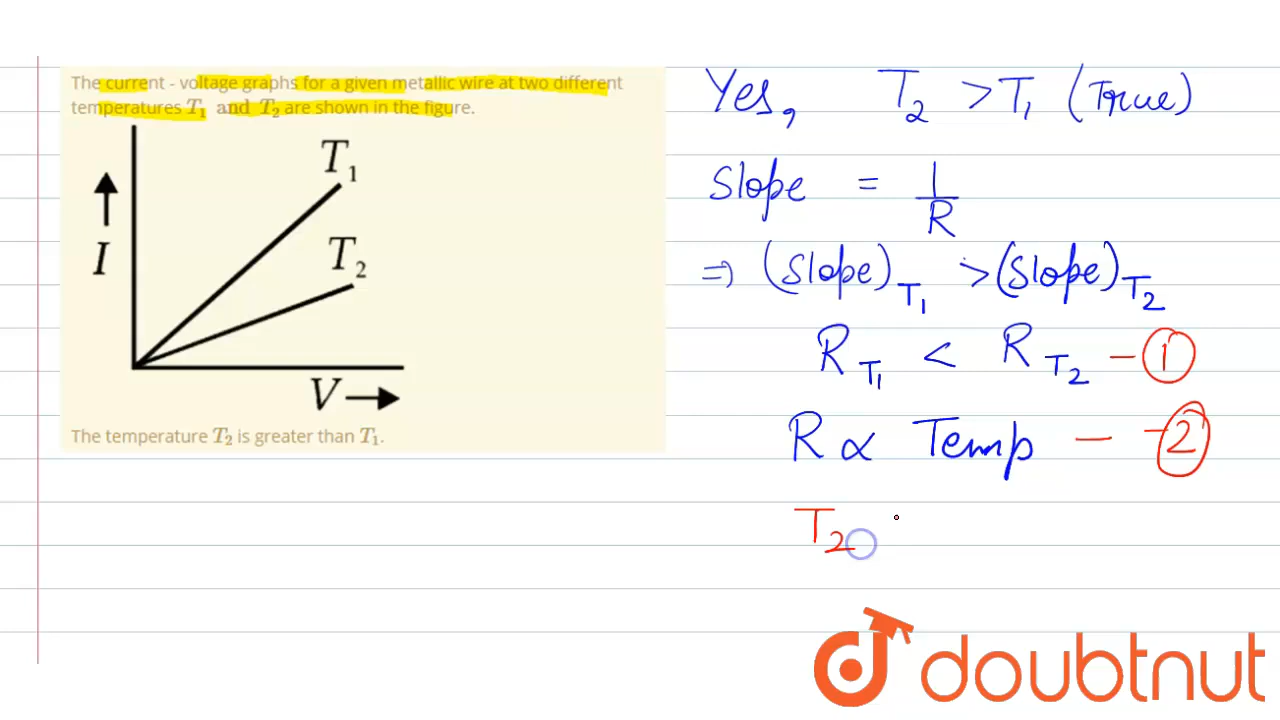 The current - voltage graphs for a given metallic wire at two different
temperatures T₁ and T₂ are shown in the figure.
T₁
T₂
I
V
The temperature T₂ is greater than T₁.
Yes, T₂ > T₁ (True)
Slope = 1/R
⇒ (Slope)T₁ > (Slope)T₂
RT₁ < RT₂ - ①
R ∝ Temp - - ②
T₂
doubtnut